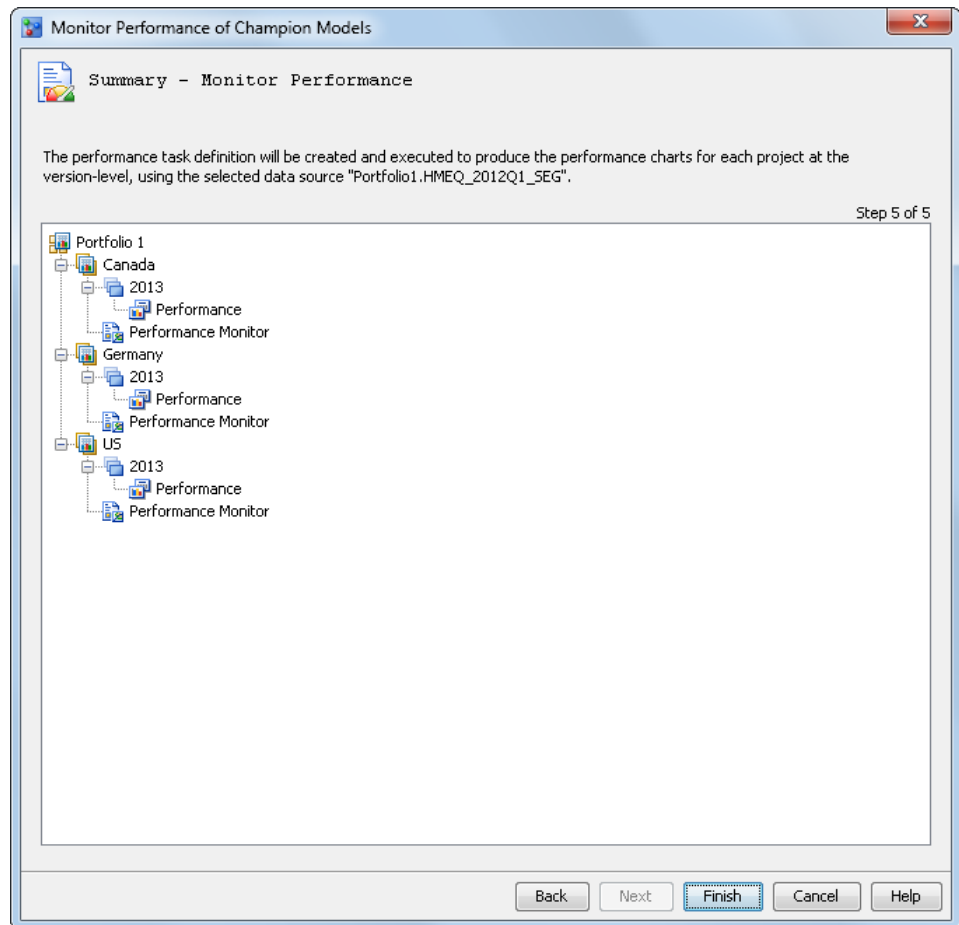 Monitor Performance of Champion Models
Summary - Monitor Performance
The performance task definition will be created and executed to produce the performance charts for each project at the
version-level, using the selected data source "Portfolio1.HMEQ_2012Q1_SEG".
Step 5 of 5
Portfolio 1
Canada
2013
Performance
Performance Monitor
Germany
2013
Performance
Performance Monitor
US
2013
Performance
Performance Monitor
Back Next Finish Cancel Help